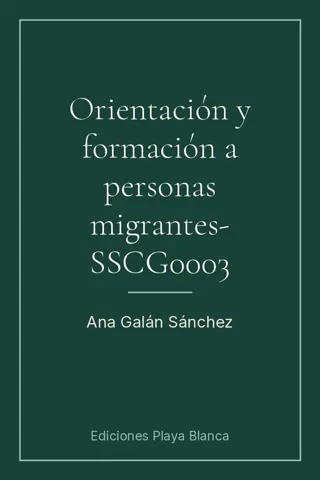 Orientación y
formación a
personas
migrantes-
SSCG0003
Ana Galán Sánchez
Ediciones Playa Blanca